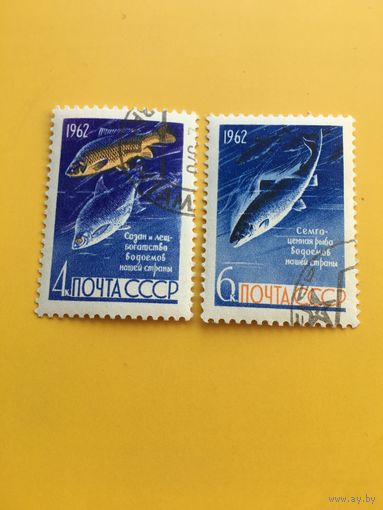 1962
Сазан и лещ-
богатства
водоемов
нашей страны
4к ПОЧТА СССР
1962
Семга-
ценная рыба
водоемов
нашей страны
6к ПОЧТА СССР
www.ay.by